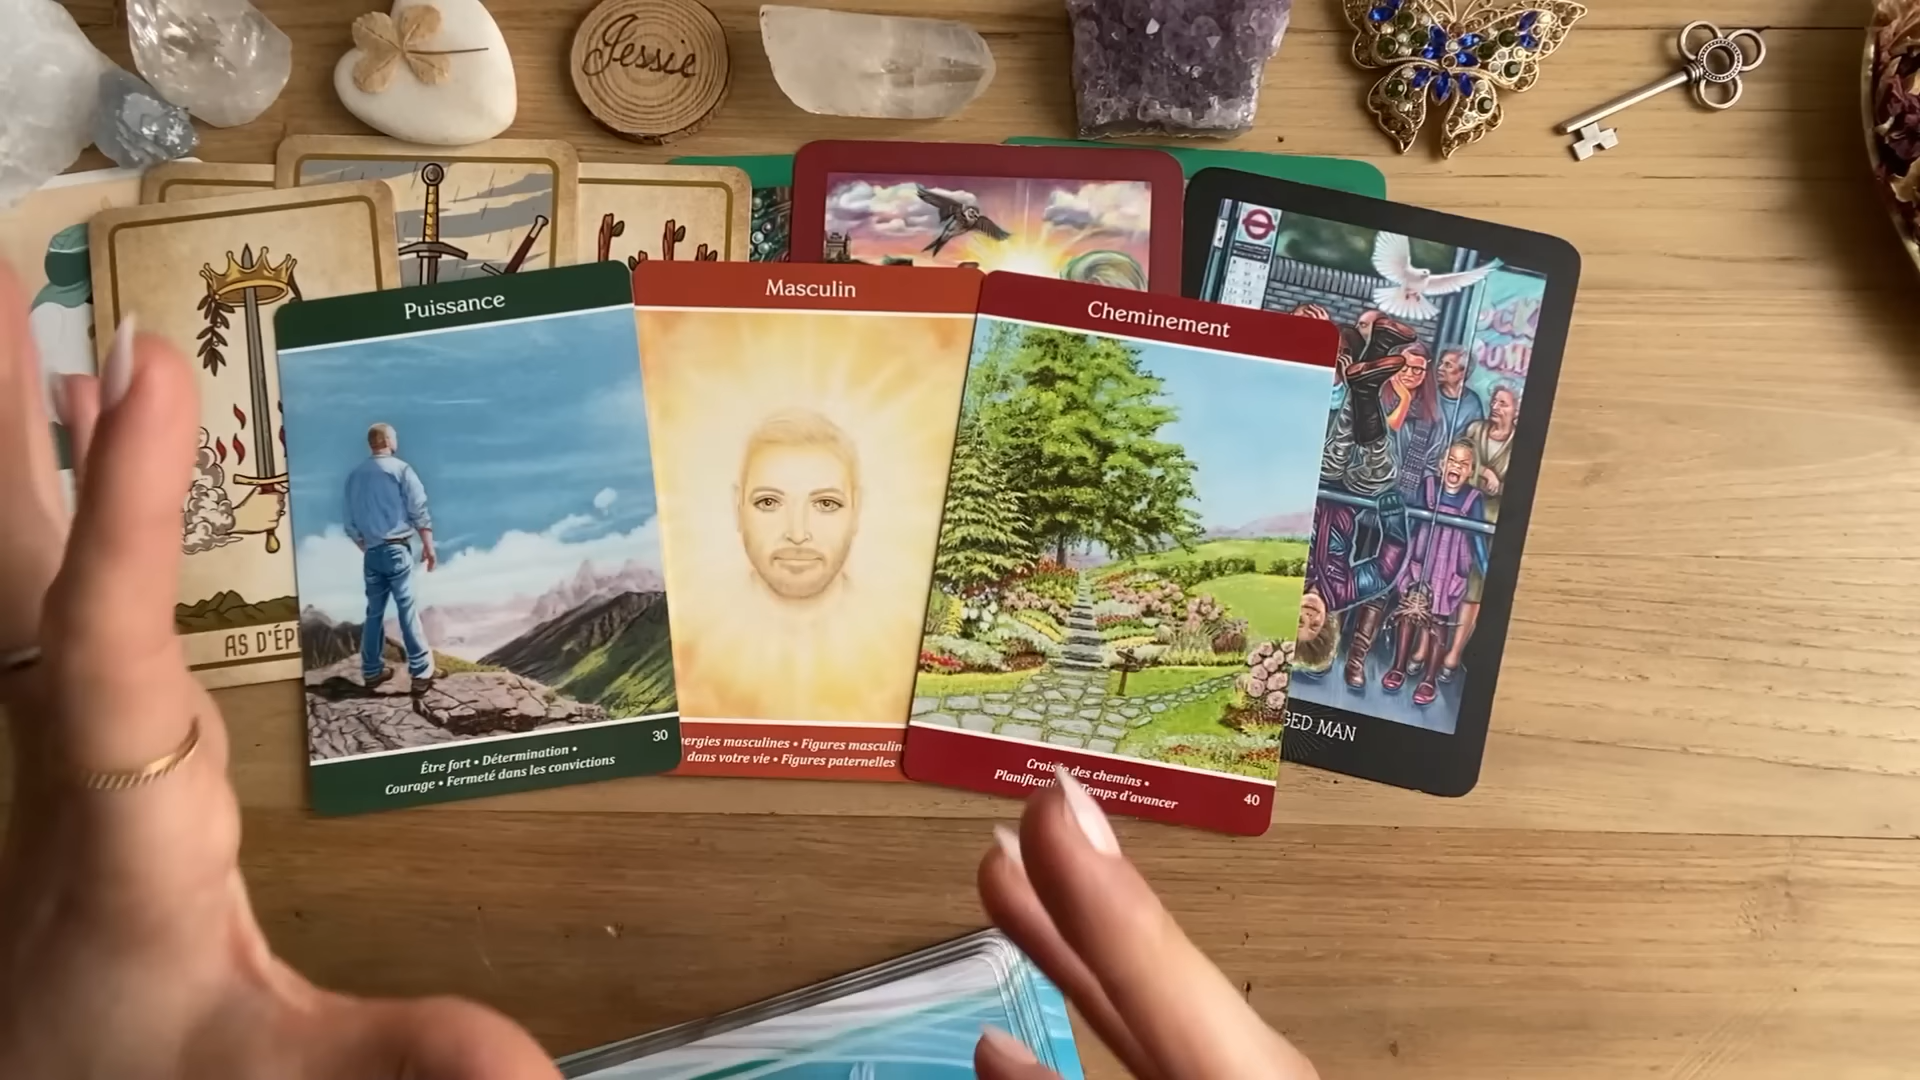 Jessie
Puissance
Masculin
Cheminement
AS D'ÉP
GED MAN
30
Être fort • Détermination •
Courage • Fermeté dans les convictions
ergies masculines • Figures masculin
dans votre vie • Figures paternelles
Croisée des chemins •
Planificati Temps d'avancer
40